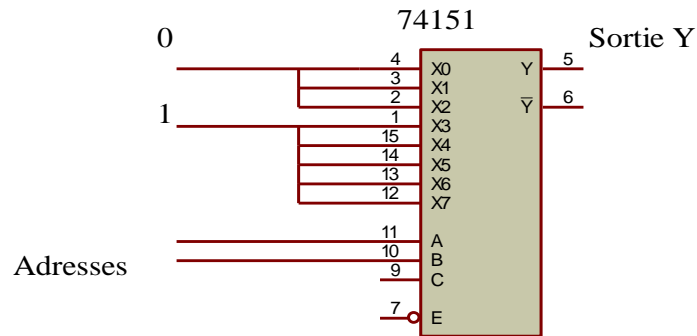 74151
0
Sortie Y
4 X0 Y 5
3 X1
2 X2 Y 6
1
1 X3
15 X4
14 X5
13 X6
12 X7
11 A
10 B
Adresses
9 C
7 E